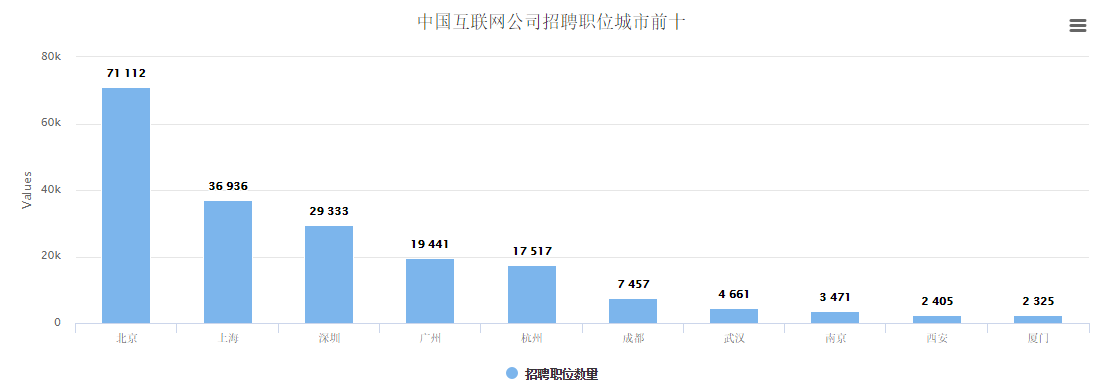 中国互联网公司招聘职位城市前十
80k
60k
40k
20k
0
Values
71 112
36 936
29 333
19 441
17 517
7 457
4 661
3 471
2 405
2 325
北京
上海
深圳
广州
杭州
成都
武汉
南京
西安
厦门
招聘职位数量